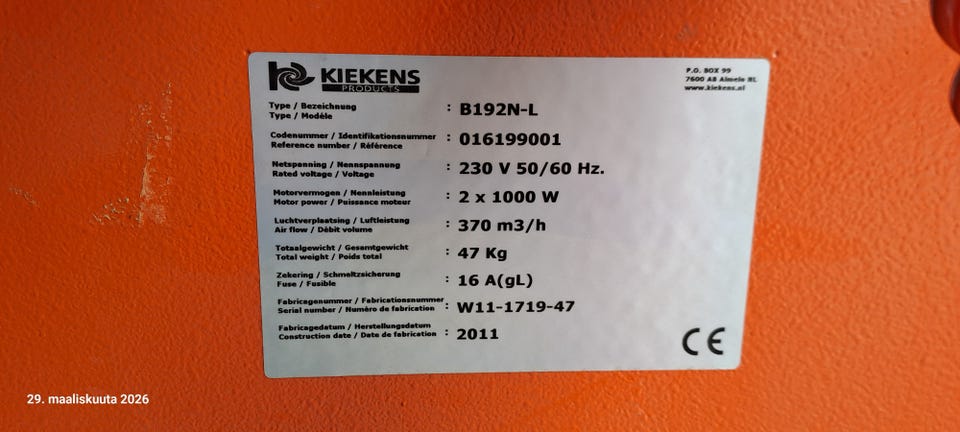 KIEKENS
PRODUCTS
P.O. BOX 99
7600 AB Almelo NL
www.kiekens.nl
Type / Bezeichnung
Type / Modéle : B192N-L
Codenummer / Identifikationsnummer
Reference number / Référence : 016199001
Netspanning / Nennspannung
Rated voltage / Voltage : 230 V 50/60 Hz.
Motorvermogen / Nennleistung
Motor power / Puissance moteur : 2 x 1000 W
Luchtverplaatsing / Luftleistung
Air flow / Débit volume : 370 m3/h
Totaalgewicht / Gesamtgewicht
Total weight / Poids total : 47 Kg
Zekering / Schmeltzsicherung
Fuse / Fusible : 16 A(gL)
Fabricagenummer / Fabricationsnummer
Serial number / Numéro de fabrication : W11-1719-47
Fabricagedatum / Herstellungsdatum
Construction date / Date de fabrication : 2011
CE
29. maaliskuuta 2026